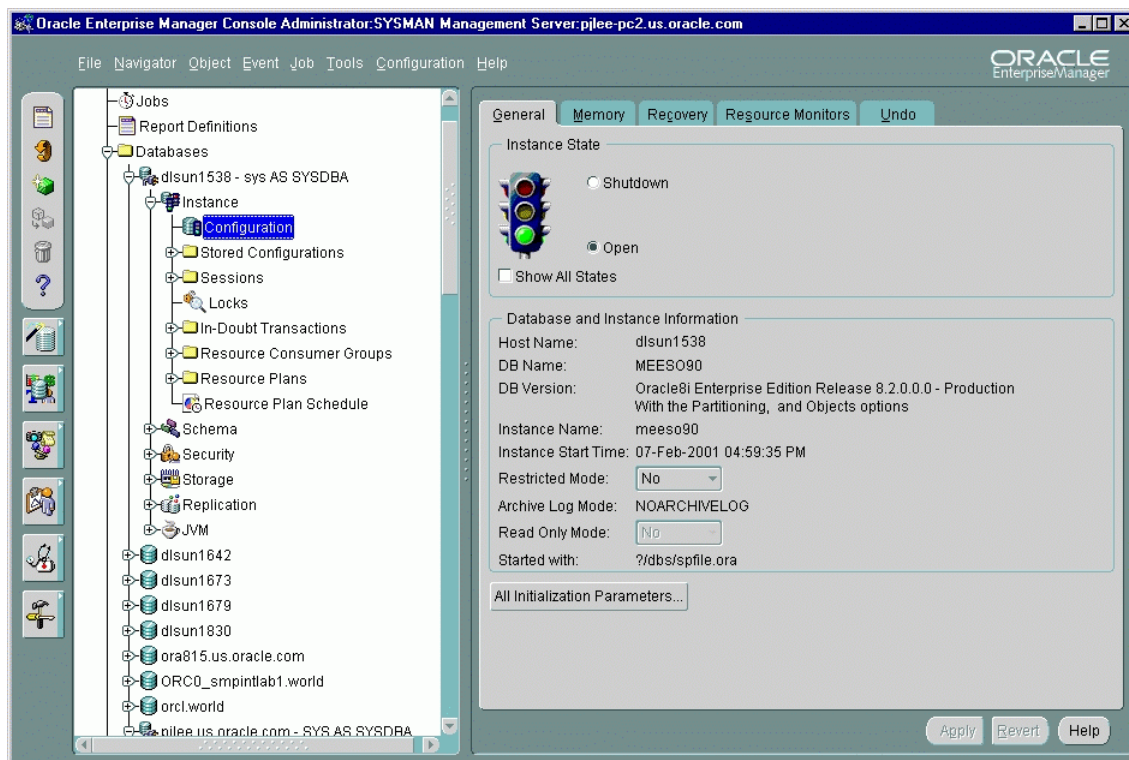 Oracle Enterprise Manager Console Administrator:SYSMAN Management Server:pjlee-pc2.us.oracle.com
File Navigator Object Event Job Tools Configuration Help
ORACLE
EnterpriseManager
Jobs
Report Definitions
Databases
dlsun1538 - sys AS SYSDBA
Instance
Configuration
Stored Configurations
Sessions
Locks
In-Doubt Transactions
Resource Consumer Groups
Resource Plans
Resource Plan Schedule
Schema
Security
Storage
Replication
JVM
dlsun1642
dlsun1673
dlsun1679
dlsun1830
ora815.us.oracle.com
ORC0_smpintlab1.world
orcl.world
pjlee.us.oracle.com - SYS AS SYSDBA
General Memory Recovery Resource Monitors Undo
Instance State
Shutdown
Open
Show All States
Database and Instance Information
Host Name: dlsun1538
DB Name: MEESO90
DB Version: Oracle8i Enterprise Edition Release 8.2.0.0.0 - Production
With the Partitioning, and Objects options
Instance Name: meeso90
Instance Start Time: 07-Feb-2001 04:59:35 PM
Restricted Mode: No
Archive Log Mode: NOARCHIVELOG
Read Only Mode: No
Started with: ?/dbs/spfile.ora
All Initialization Parameters...
Apply Revert Help